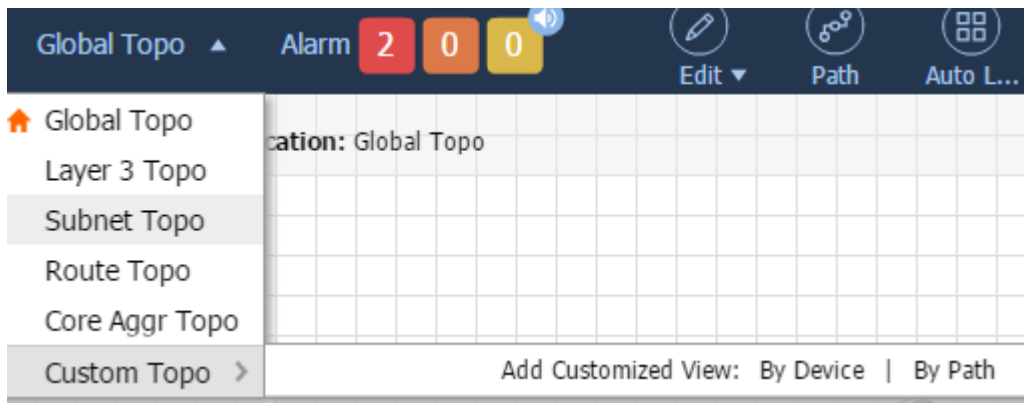 Global Topo ▲ Alarm 2 0 0
Edit ▼ Path Auto L...
Global Topo
cation: Global Topo
Layer 3 Topo
Subnet Topo
Route Topo
Core Aggr Topo
Custom Topo > Add Customized View: By Device | By Path